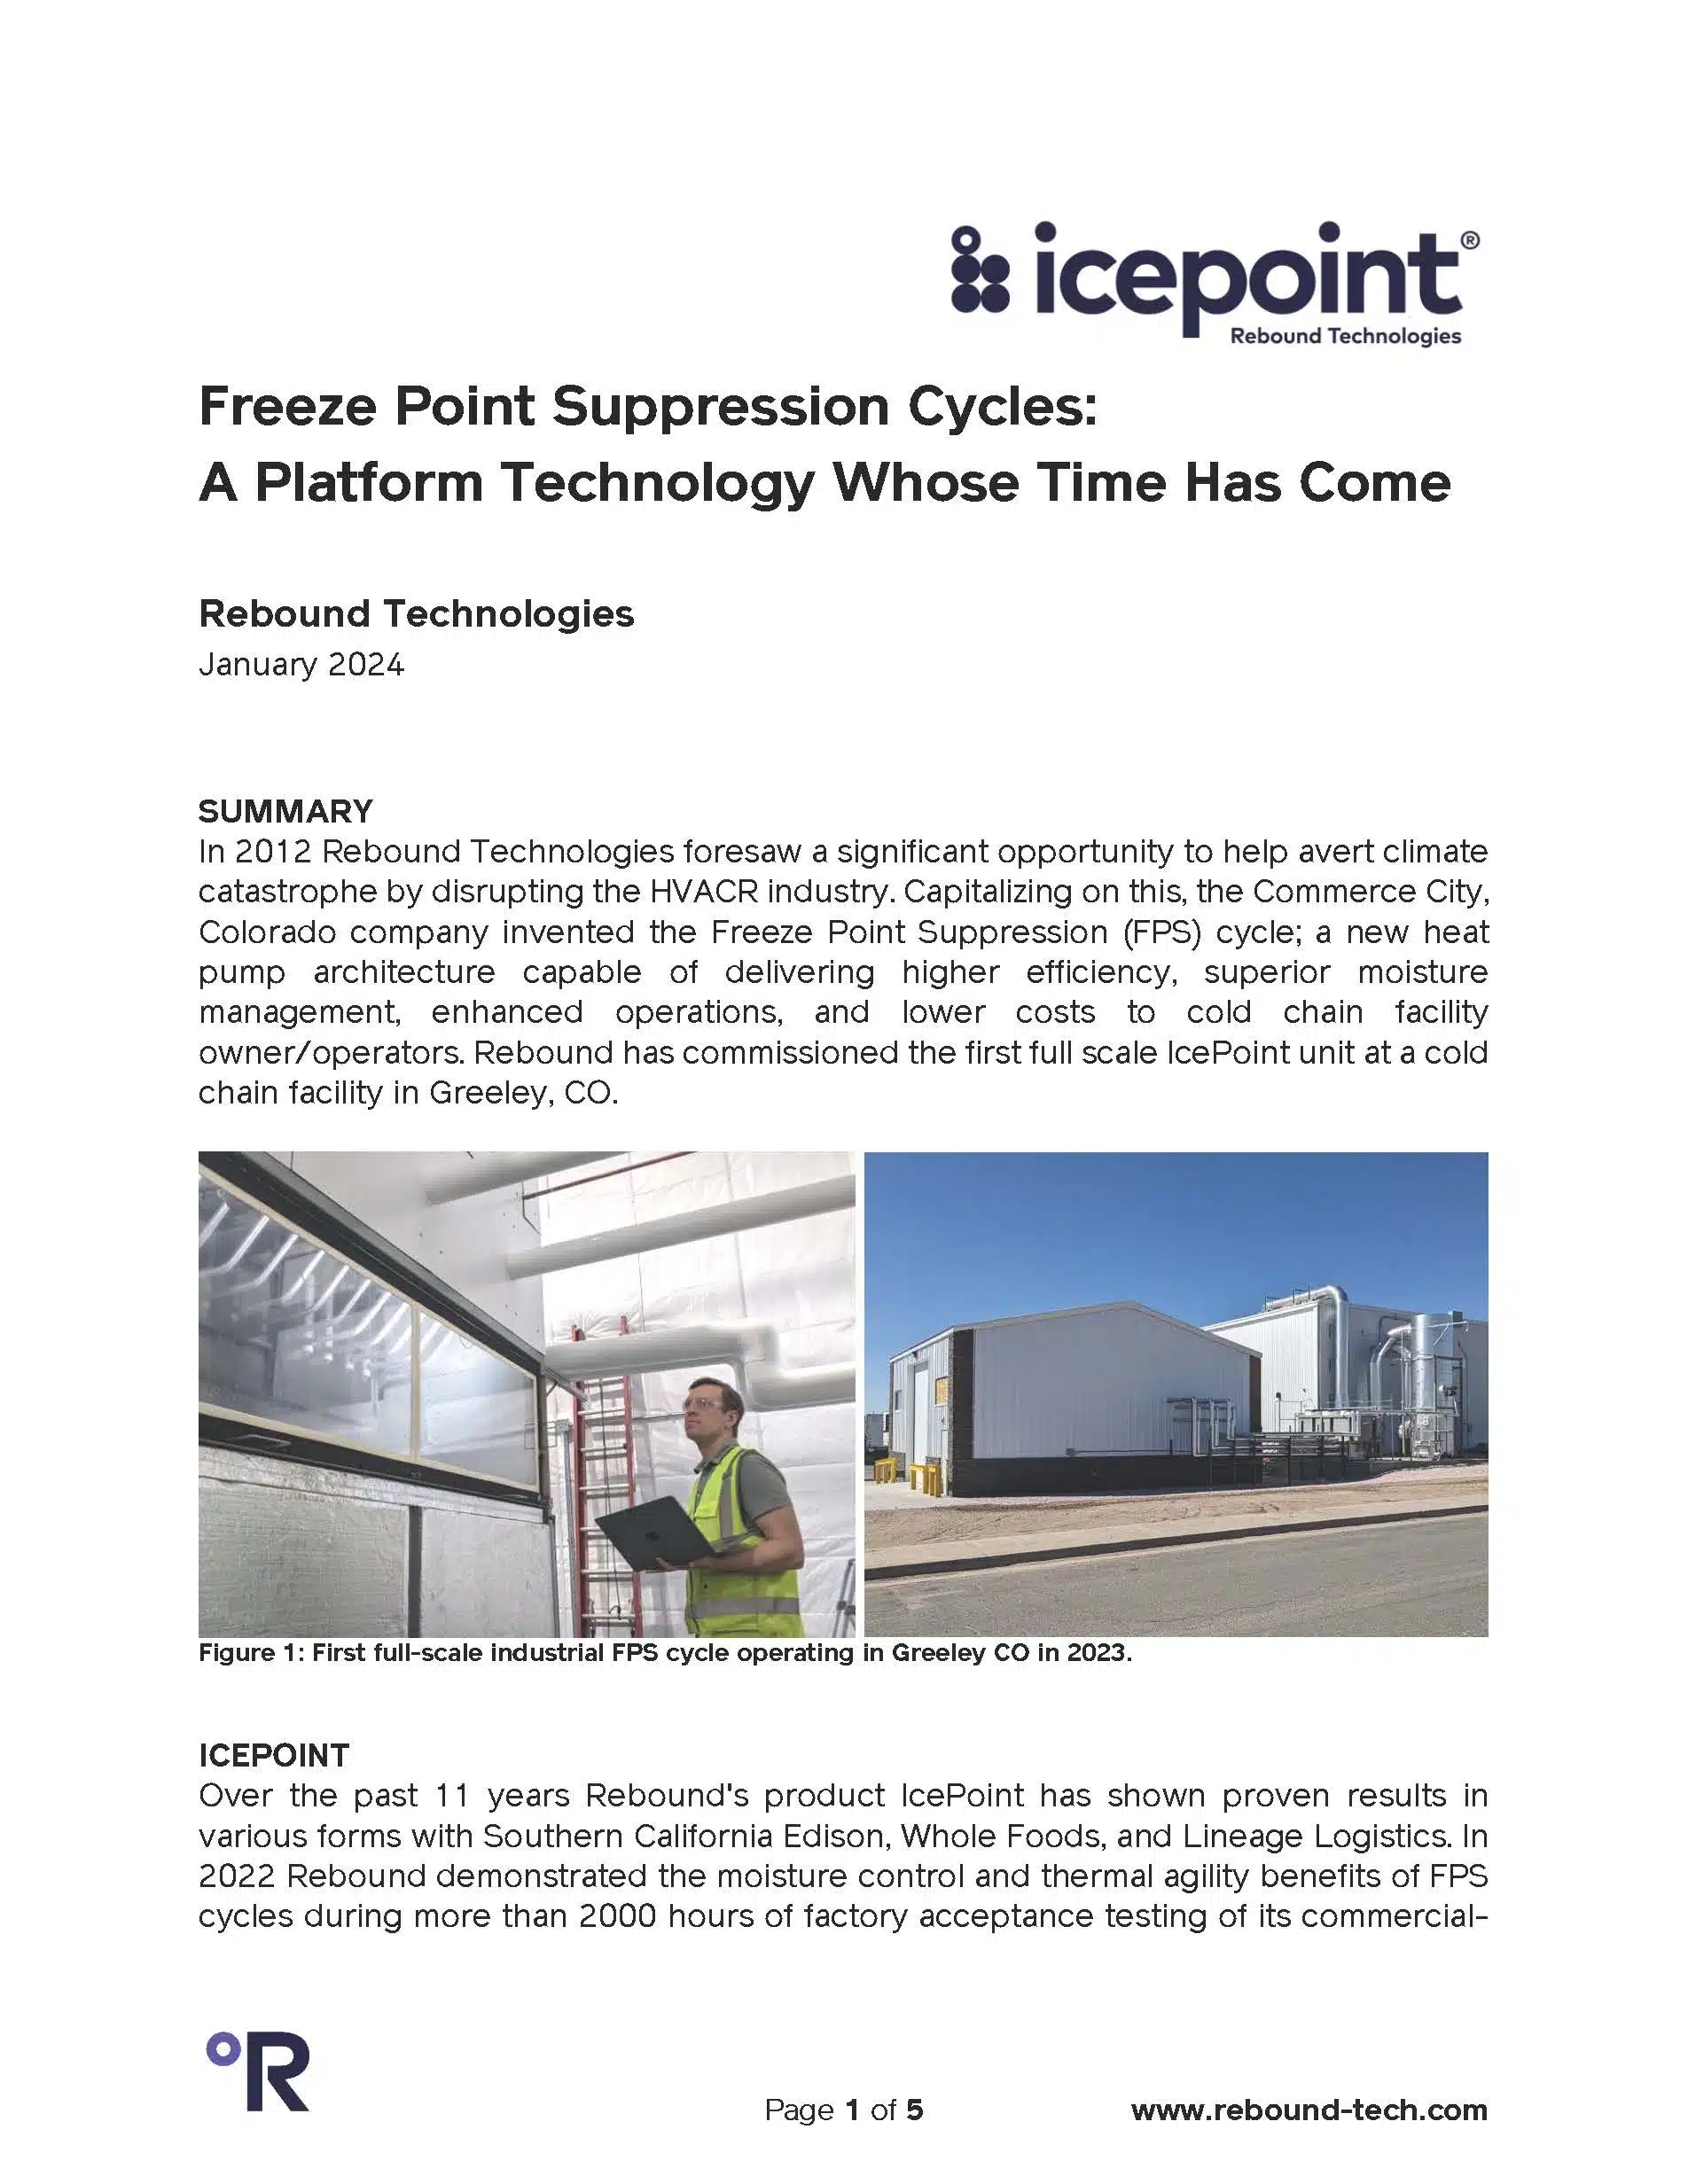 icepoint®
Rebound Technologies
Freeze Point Suppression Cycles:
A Platform Technology Whose Time Has Come
Rebound Technologies
January 2024
SUMMARY
In 2012 Rebound Technologies foresaw a significant opportunity to help avert climate
catastrophe by disrupting the HVACR industry. Capitalizing on this, the Commerce City,
Colorado company invented the Freeze Point Suppression (FPS) cycle; a new heat
pump architecture capable of delivering higher efficiency, superior moisture
management, enhanced operations, and lower costs to cold chain facility
owner/operators. Rebound has commissioned the first full scale IcePoint unit at a cold
chain facility in Greeley, CO.
Figure 1: First full-scale industrial FPS cycle operating in Greeley CO in 2023.
ICEPOINT
Over the past 11 years Rebound's product IcePoint has shown proven results in
various forms with Southern California Edison, Whole Foods, and Lineage Logistics. In
2022 Rebound demonstrated the moisture control and thermal agility benefits of FPS
cycles during more than 2000 hours of factory acceptance testing of its commercial-
°R
Page 1 of 5
www.rebound-tech.com